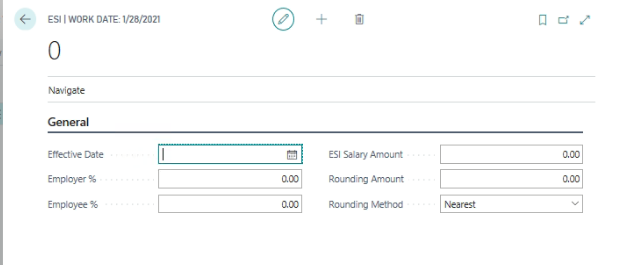 ESI | WORK DATE: 1/28/2021
0
Navigate
General
Effective Date
ESI Salary Amount 0.00
Employer % 0.00
Rounding Amount 0.00
Employee % 0.00
Rounding Method Nearest